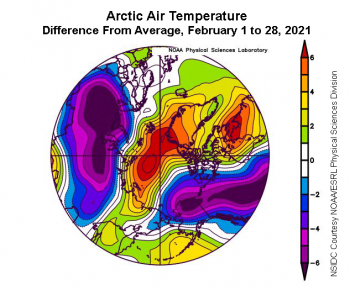 Arctic Air Temperature
Difference From Average, February 1 to 28, 2021
NOAA Physical Sciences Laboratory
6
4
2
0
−2
−4
−6
NSIDC Courtesy NOAA/ESRL Physical Sciences Division